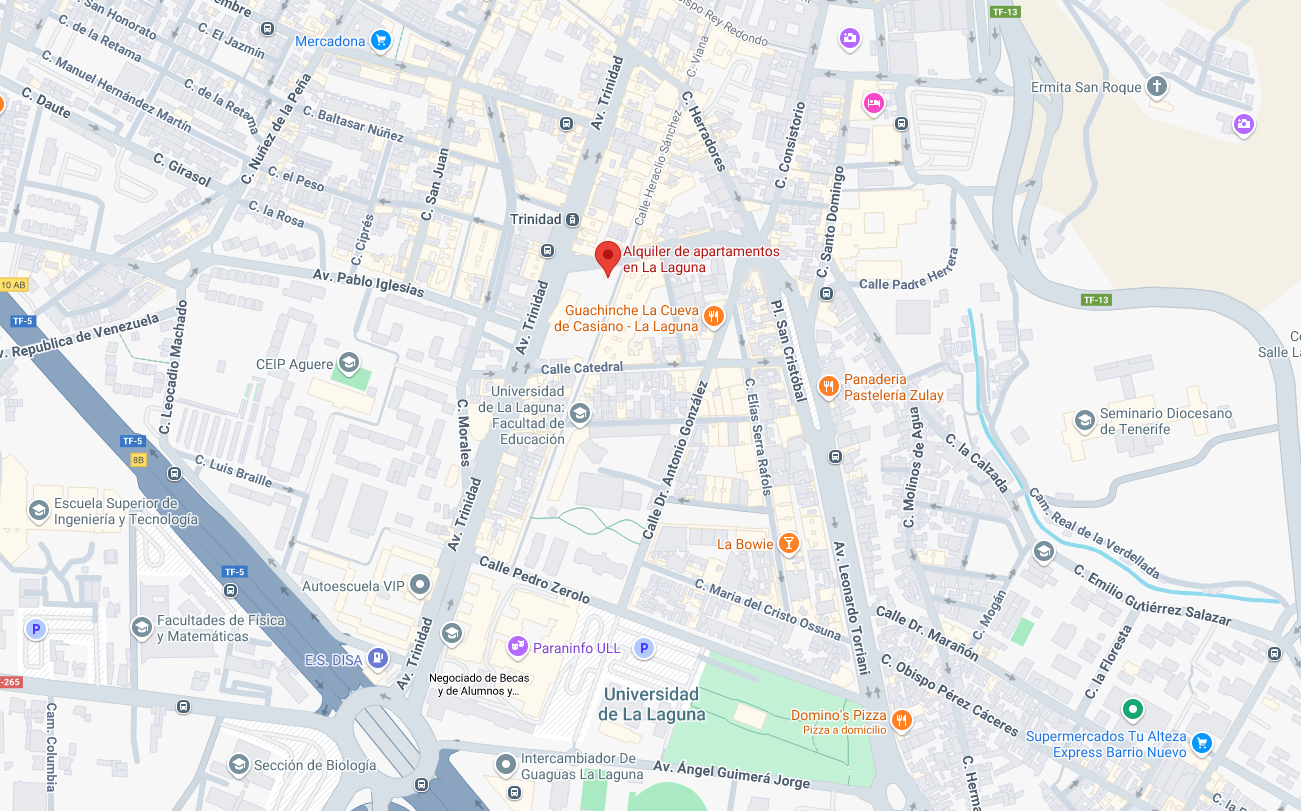 C. San Honorato
embre
C. de la Retama
C. El Jazmín
Mercadona
C. Manuel Hernández Martín
C. de la Retama
C. Daute
C. Girasol
C. Núñez de la Peña
C. Baltasar Núñez
C. el Peso
C. la Rosa
C. Ciprés
C. San Juan
Av. Trinidad
Obispo Rey Redondo
C. Viana
C. Herradores
Calle Heraclio Sánchez
C. Consistorio
C. Santo Domingo
TF-13
Ermita San Roque
Trinidad
Alquiler de apartamentos
en La Laguna
Av. Pablo Iglesias
10 AB
TF-5
v. Republica de Venezuela
Calle Padre Herrera
TF-13
Guachinche La Cueva
de Casiano - La Laguna
Av. Trinidad
Pl. San Cristóbal
C. Leocadio Machado
CEIP Aguere
Calle Catedral
Universidad
de La Laguna:
Facultad de
Educación
C. Morales
C. Elías Serra Rafols
Calle Dr. Antonio González
Panaderia
Pastelería Zulay
Co
Salle La
Seminario Diocesano
de Tenerife
C. Molinos de Agua
C. la Calzada
TF-5
8B
C. Luis Braille
Av. Trinidad
Escuela Superior de
Ingeniería y Tecnología
Cam. Real de la Verdellada
La Bowie
TF-5
Autoescuela VIP
Calle Pedro Zerolo
C. María del Cristo Ossuna
Av. Leonardo Torriani
C. Emilio Gutiérrez Salazar
C. Mogán
Calle Dr. Marañón
C. la Floresta
P
Facultades de Física
y Matemáticas
E.S. DISA
Av. Trinidad
Paraninfo ULL
P
Negociado de Becas
y de Alumnos y...
C. Obispo Pérez Cáceres
-265
Cam. Columbia
Universidad
de La Laguna
Domino's Pizza
Pizza a domicilio
Supermercados Tu Alteza
Express Barrio Nuevo
Sección de Biología
Intercambiador De
Guaguas La Laguna
Av. Ángel Guimerá Jorge
C. Herma
C. la